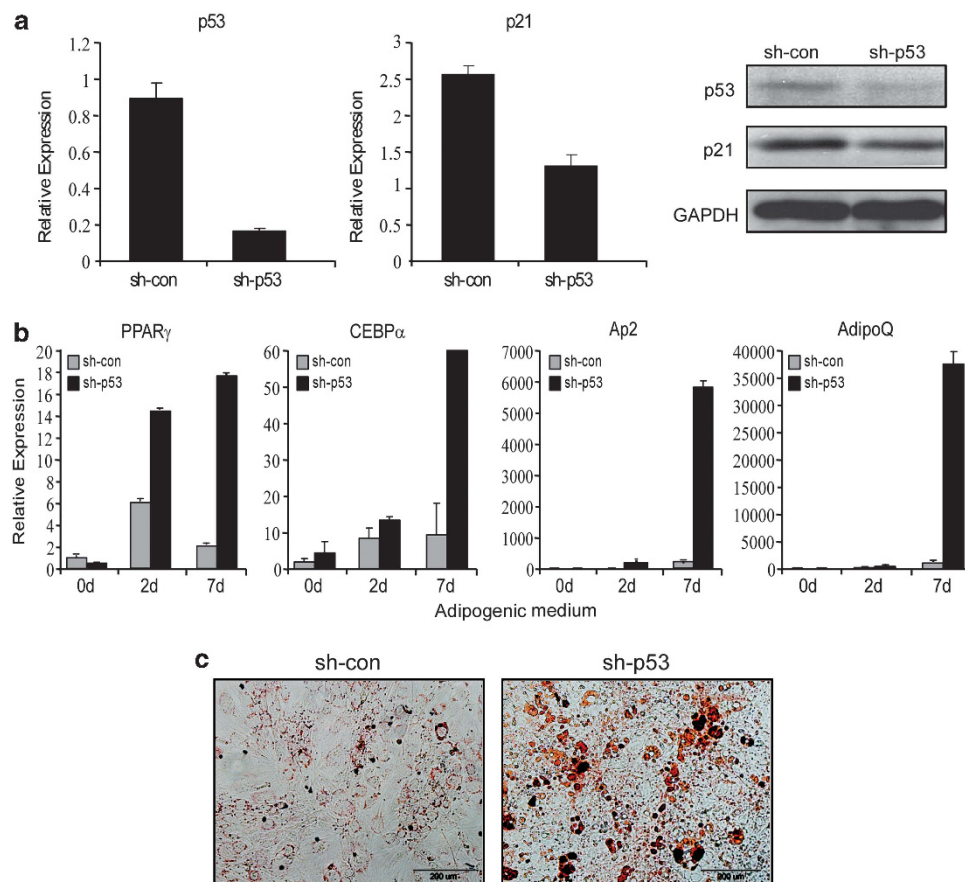 a
p53
Relative Expression
1.2
1
0.8
0.6
0.4
0.2
0
sh-con sh-p53
p21
Relative Expression
3
2.5
2
1.5
1
0.5
0
sh-con sh-p53
sh-con sh-p53
p53
p21
GAPDH
b
PPARγ
sh-con
sh-p53
Relative Expression
20
18
16
14
12
10
8
6
4
2
0
0d 2d 7d
CEBPα
sh-con
sh-p53
60
50
40
30
20
10
0
0d 2d 7d
Ap2
sh-con
sh-p53
7000
6000
5000
4000
3000
2000
1000
0
0d 2d 7d
AdipoQ
sh-con
sh-p53
40000
35000
30000
25000
20000
15000
10000
5000
0
0d 2d 7d
Adipogenic medium
c
sh-con
200 um
sh-p53
200 um